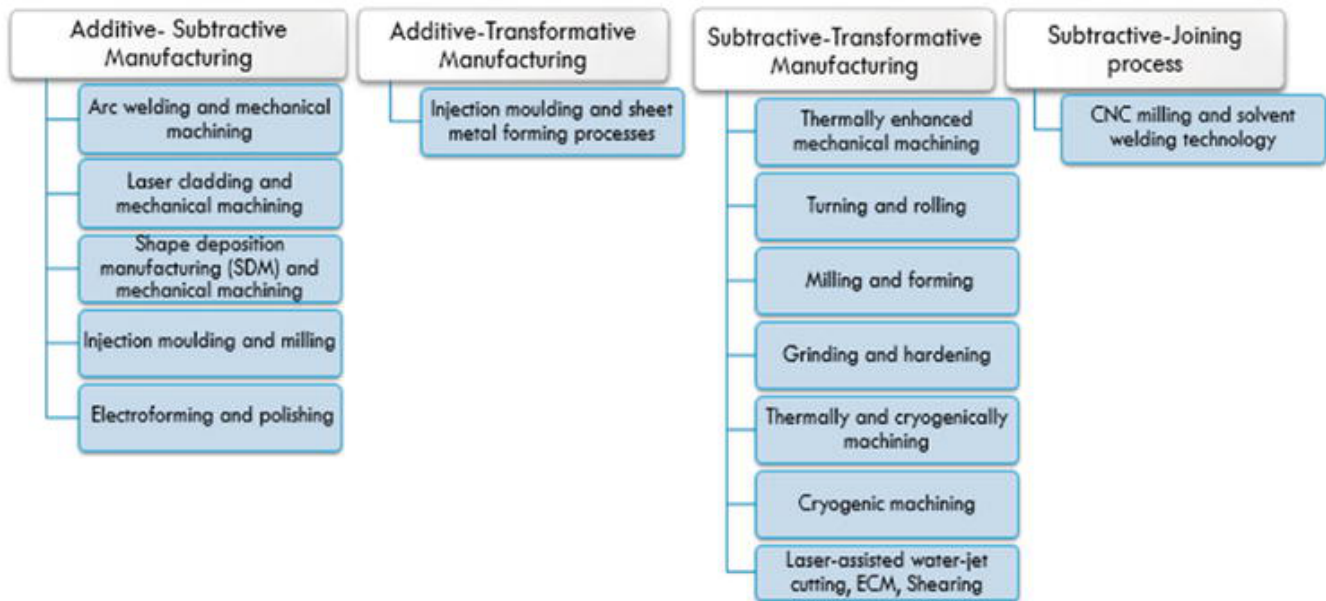 Additive- Subtractive
Manufacturing
Arc welding and mechanical
machining
Laser cladding and
mechanical machining
Shape deposition
manufacturing (SDM) and
mechanical machining
Injection moulding and milling
Electroforming and polishing
Additive-Transformative
Manufacturing
Injection moulding and sheet
metal forming processes
Subtractive-Transformative
Manufacturing
Thermally enhanced
mechanical machining
Turning and rolling
Milling and forming
Grinding and hardening
Thermally and cryogenically
machining
Cryogenic machining
Laser-assisted water-jet
cutting, ECM, Shearing
Subtractive-Joining
process
CNC milling and solvent
welding technology